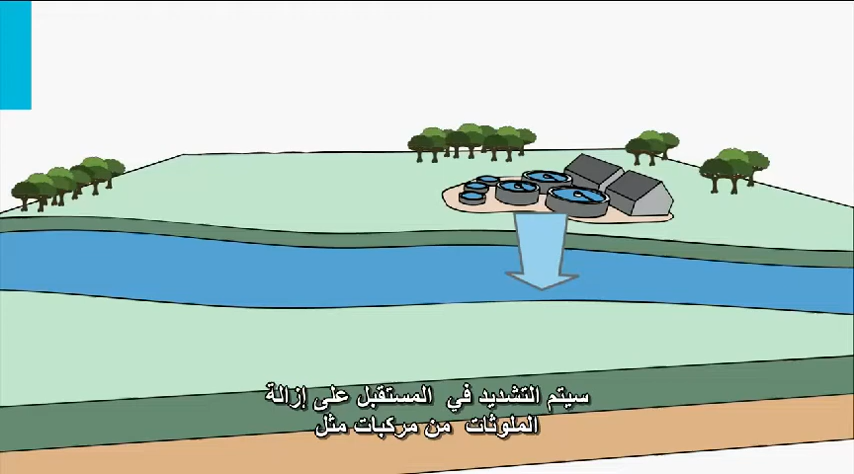 سيتم التشديد في المستقبل على إزالة
الملوثات من مركبات مثل